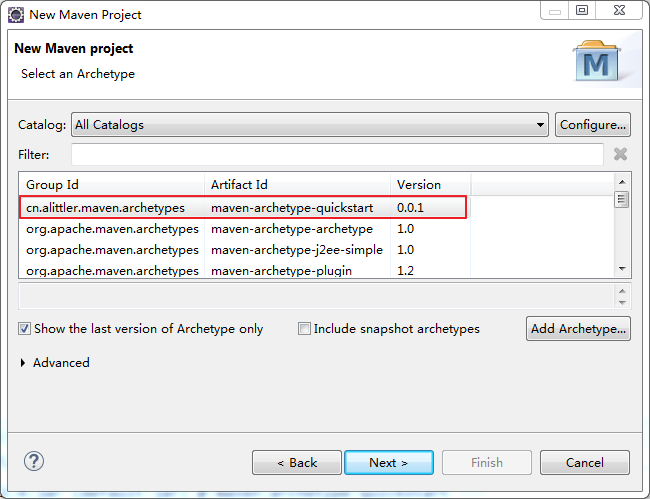 New Maven Project
New Maven project
Select an Archetype
M
Catalog: All Catalogs Configure...
Filter:
Group Id Artifact Id Version
cn.alittler.maven.archetypes maven-archetype-quickstart 0.0.1
org.apache.maven.archetypes maven-archetype-archetype 1.0
org.apache.maven.archetypes maven-archetype-j2ee-simple 1.0
org.apache.maven.archetypes maven-archetype-plugin 1.2
Show the last version of Archetype only Include snapshot archetypes Add Archetype...
Advanced
? < Back Next > Finish Cancel